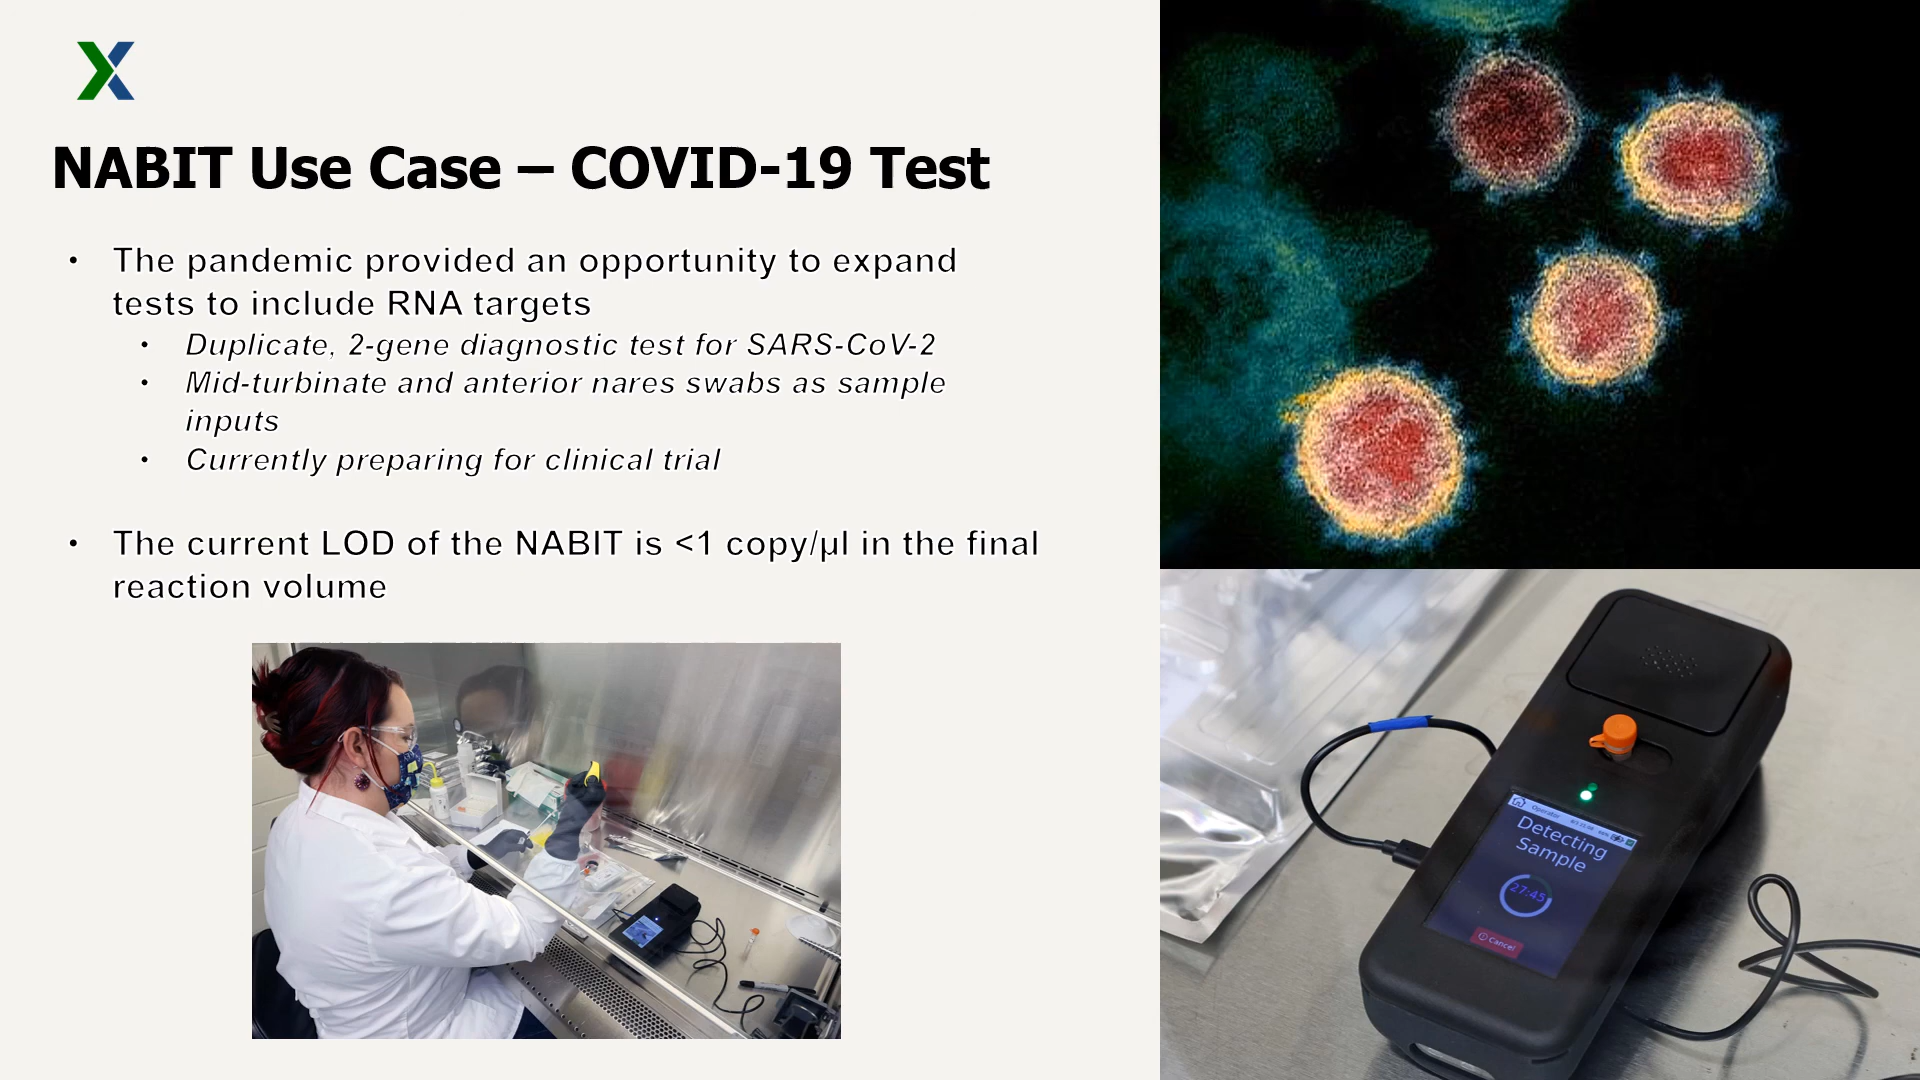 NABIT Use Case – COVID-19 Test
• The pandemic provided an opportunity to expand
tests to include RNA targets
• Duplicate, 2-gene diagnostic test for SARS-CoV-2
• Mid-turbinate and anterior nares swabs as sample
inputs
• Currently preparing for clinical trial
• The current LOD of the NABIT is <1 copy/µl in the final
reaction volume
Operator
Detecting
Sample
27:45
Cancel